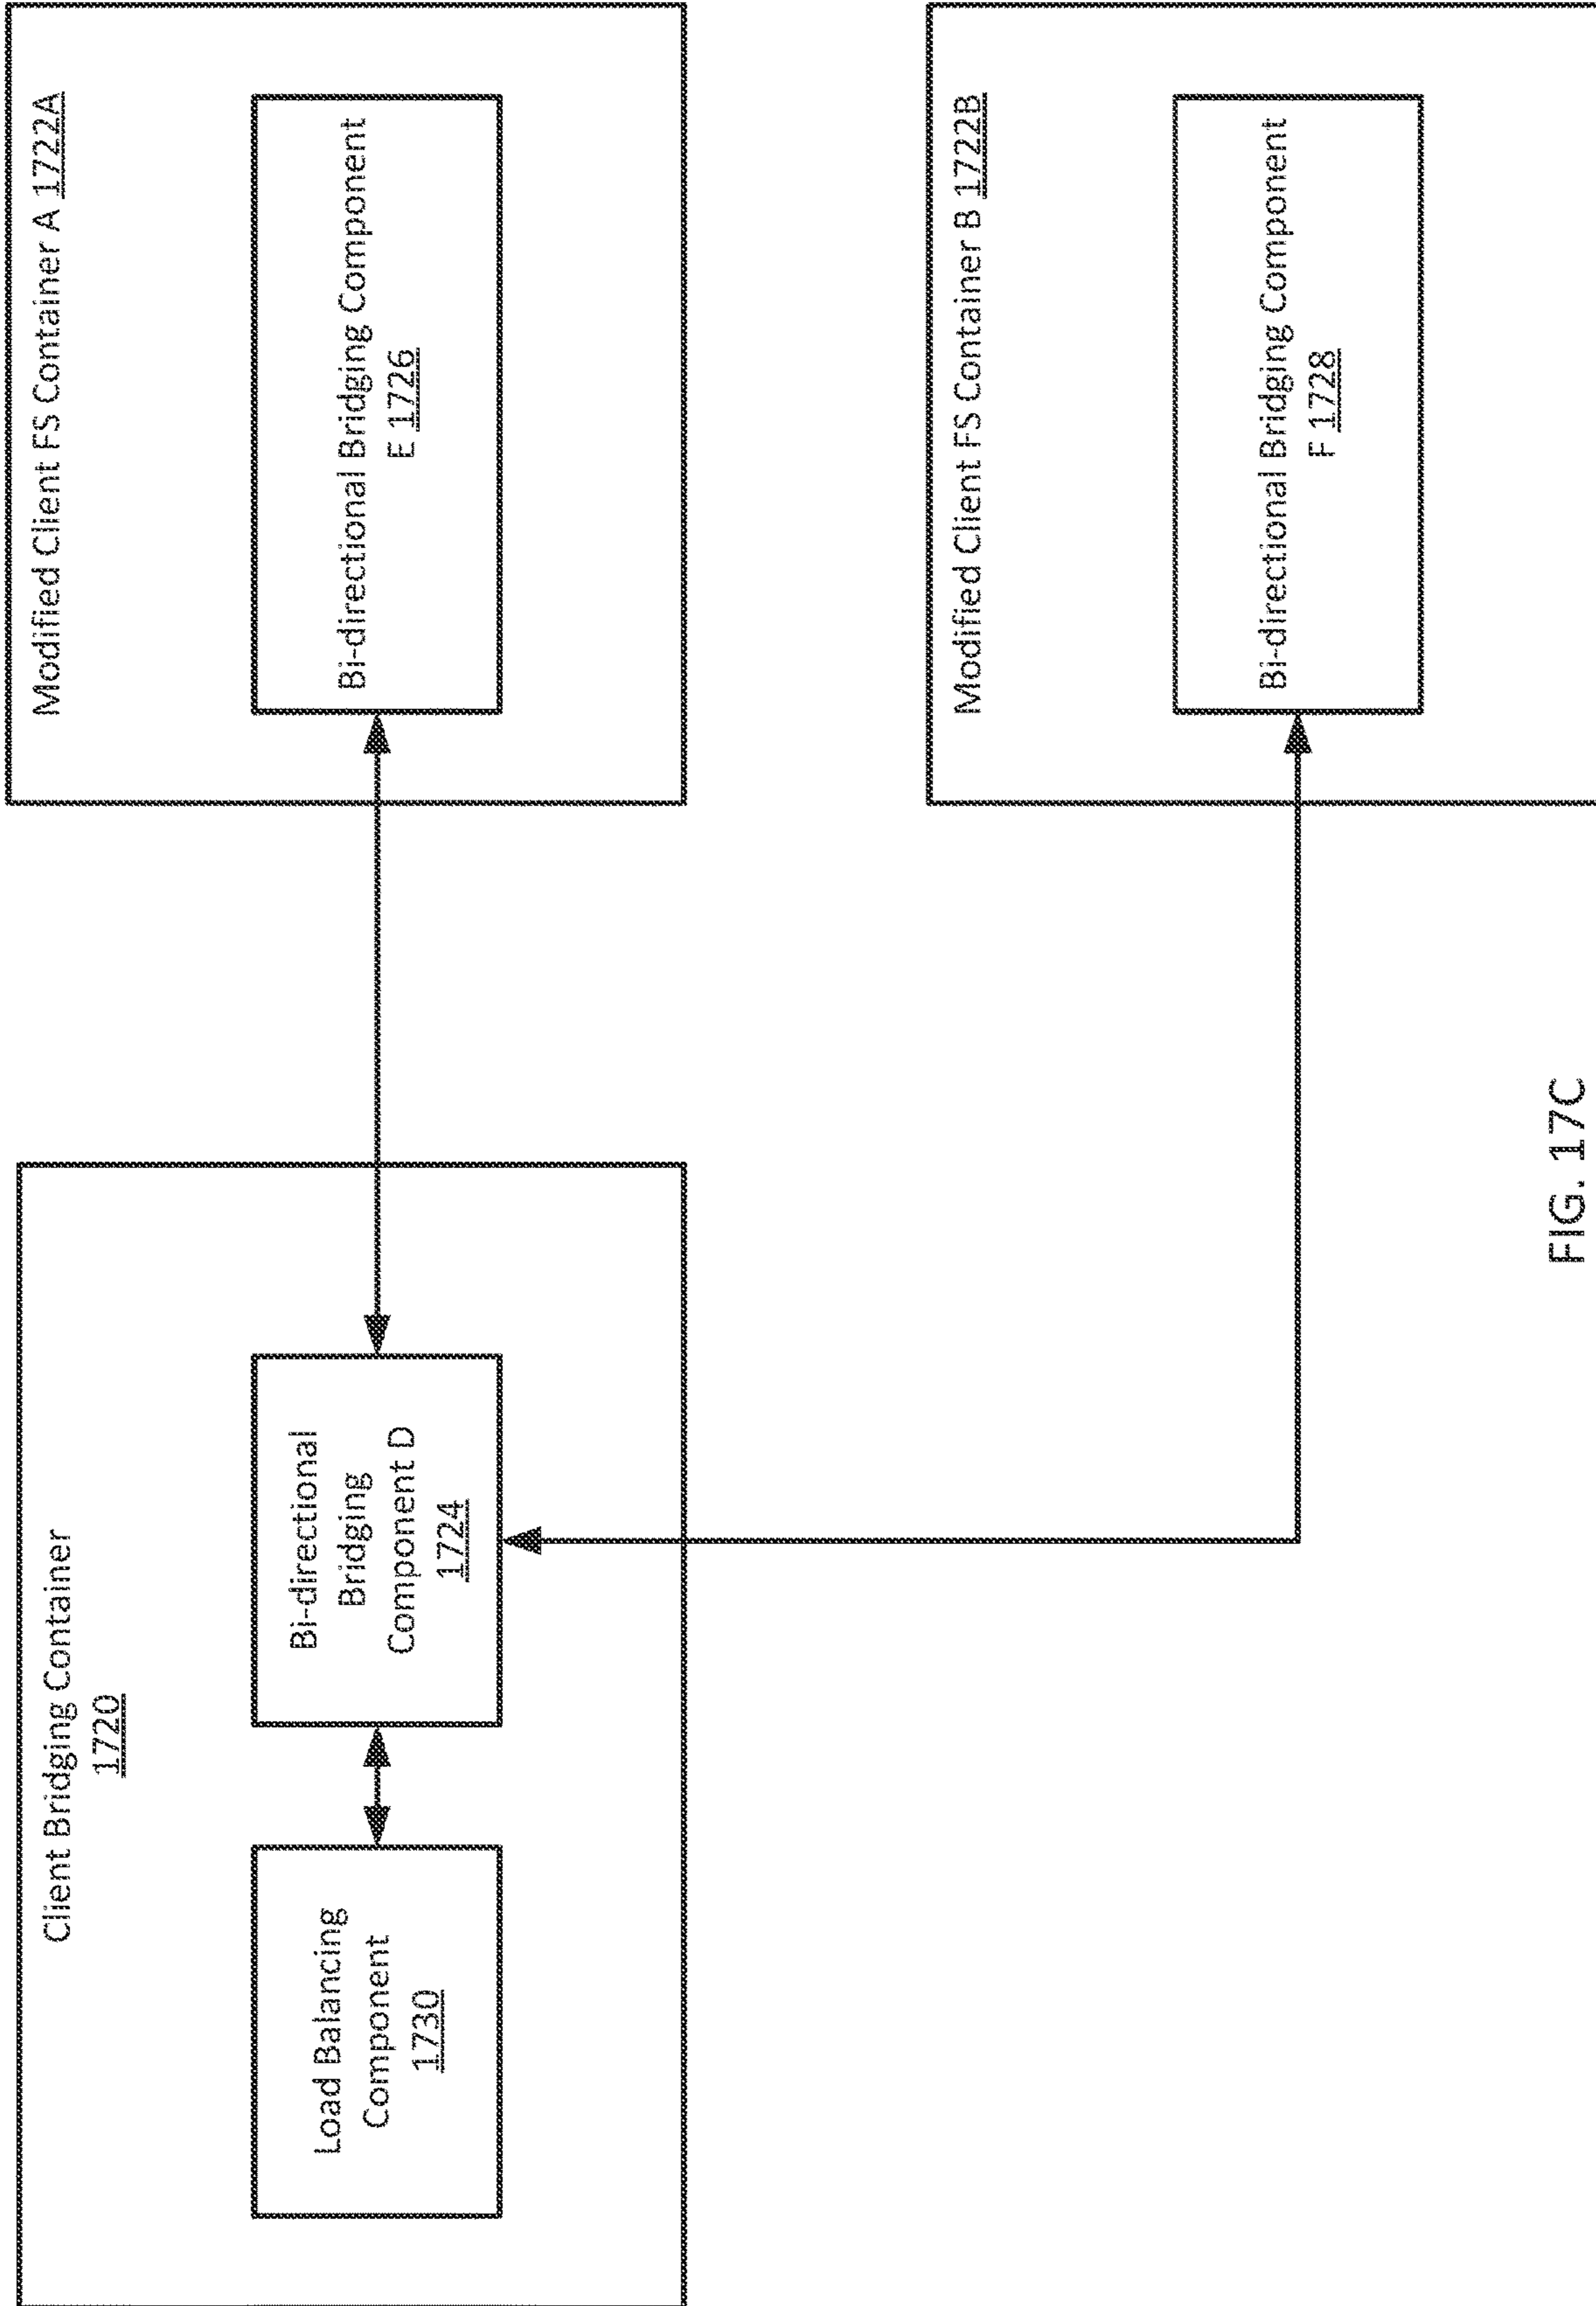 Client Bridging Container
1720
Load Balancing
Component
1730
Bi-directional
Bridging
Component D
1724
Modified Client FS Container A 1722A
Bi-directional Bridging Component
E 1726
Modified Client FS Container B 1722B
Bi-directional Bridging Component
F 1728
FIG. 17C